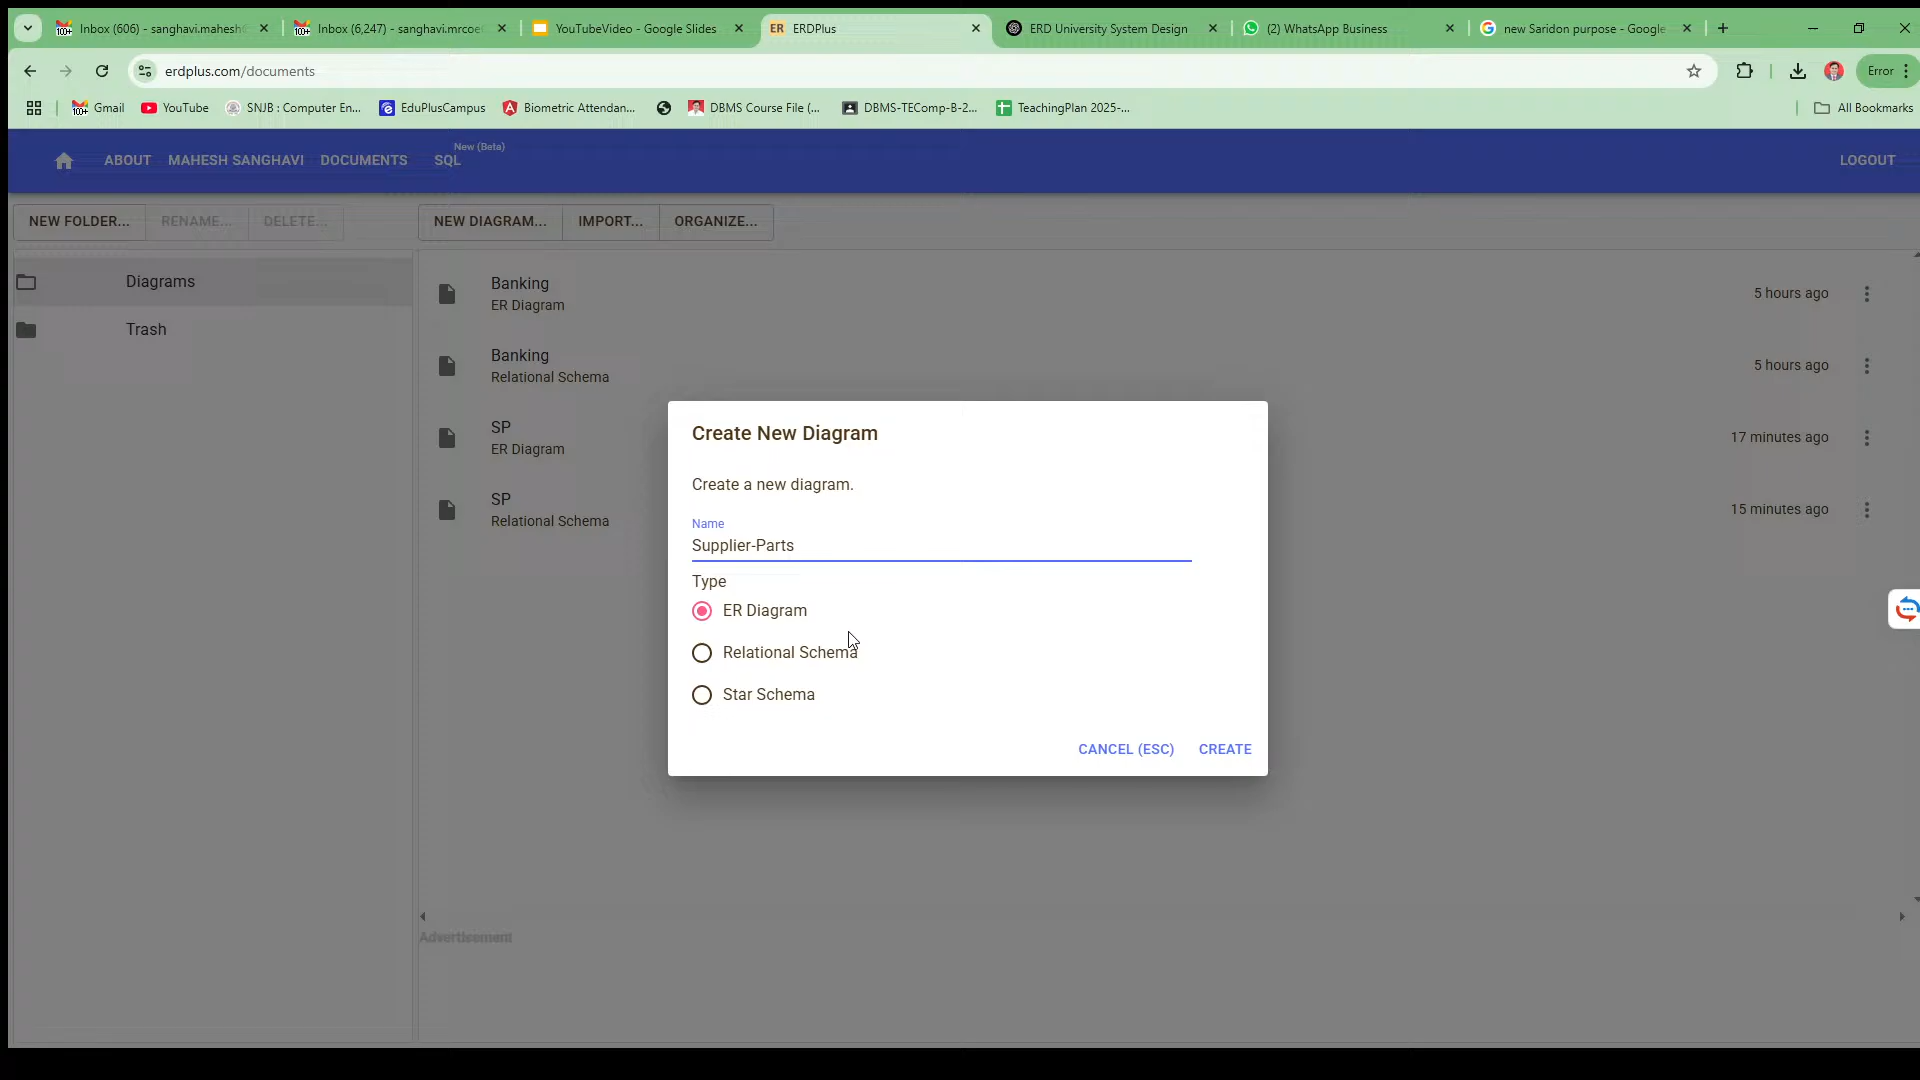 Inbox (606) - sanghavi.mahesh
Inbox (6,247) - sanghavi.mrcoe
YouTubeVideo - Google Slides
ER ERDPlus
ERD University System Design
(2) WhatsApp Business
new Saridon purpose - Google
erdplus.com/documents
Error
100+ Gmail
YouTube
SNJB : Computer En...
EduPlusCampus
Biometric Attendan...
DBMS Course File (...
DBMS-TEComp-B-2...
TeachingPlan 2025-...
All Bookmarks
New (Beta)
ABOUT MAHESH SANGHAVI DOCUMENTS SQL LOGOUT
NEW FOLDER... RENAME... DELETE... NEW DIAGRAM... IMPORT... ORGANIZE...
Diagrams
Trash
Banking
ER Diagram
5 hours ago
Banking
Relational Schema
5 hours ago
SP
ER Diagram
17 minutes ago
SP
Relational Schema
15 minutes ago
Create New Diagram
Create a new diagram.
Name
Supplier-Parts
Type
ER Diagram
Relational Schema
Star Schema
CANCEL (ESC) CREATE
Advertisement